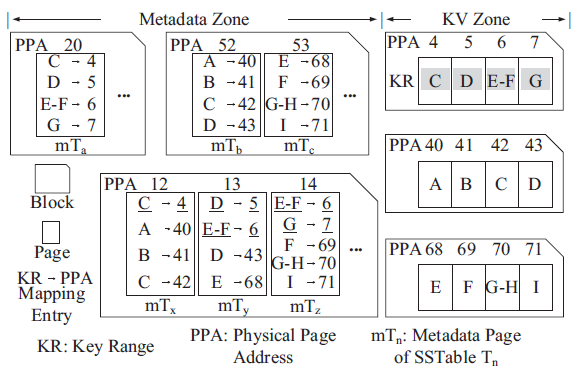 Metadata Zone
KV Zone
PPA 20
C → 4
D → 5
E-F → 6
G → 7
...
mTa
PPA 52 53
A → 40 E → 68
B → 41 F → 69
C → 42 G-H → 70
D → 43 I → 71
...
mTb mTc
PPA 4 5 6 7
KR C D E-F G
PPA 40 41 42 43
A B C D
PPA 68 69 70 71
E F G-H I
Block
Page
KR → PPA
Mapping
Entry
PPA 12 13 14
C → 4 D → 5 E-F → 6
A → 40 E-F → 6 G → 7
B → 41 D → 43 F → 69
C → 42 E → 68 G-H → 70
I → 71
...
mTx mTy mTz
KR: Key Range
PPA: Physical Page
Address
mTn: Metadata Page
of SSTable Tn